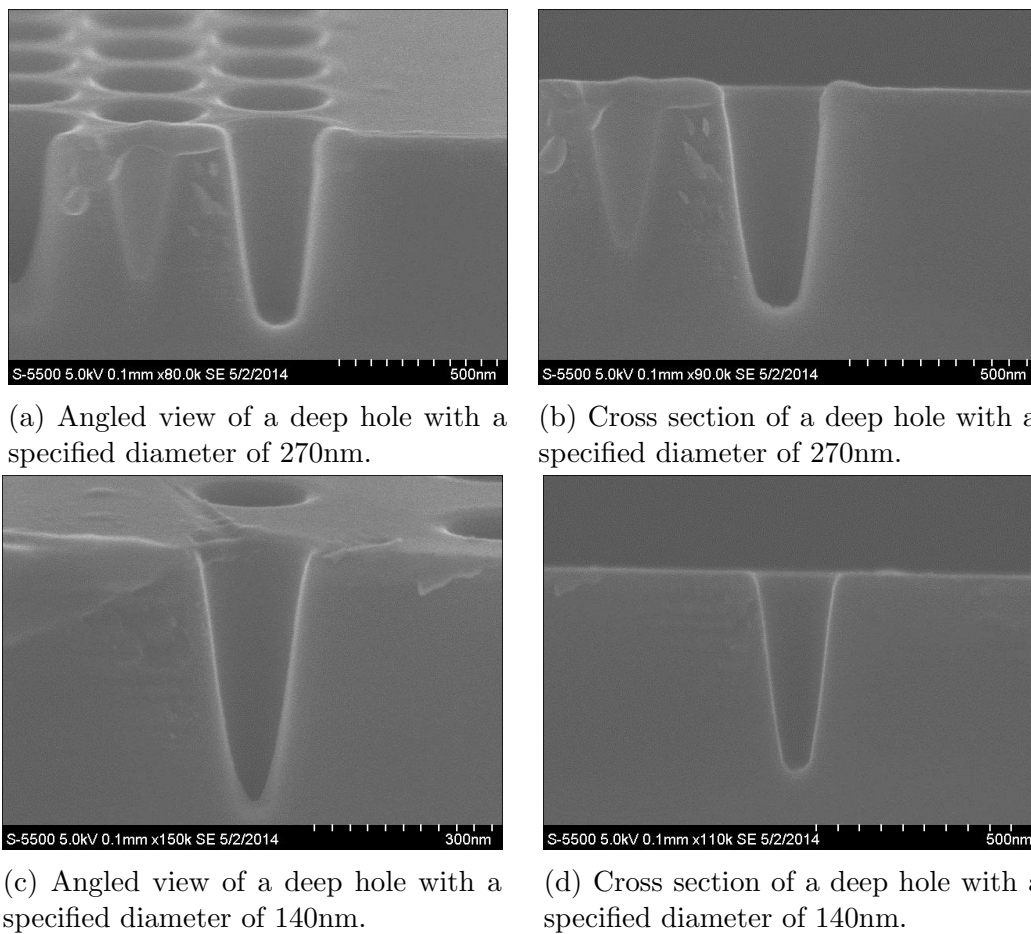 S-5500 5.0kV 0.1mm x80.0k SE 5/2/2014 500nm
S-5500 5.0kV 0.1mm x90.0k SE 5/2/2014 500nm
(a) Angled view of a deep hole with a
specified diameter of 270nm.
(b) Cross section of a deep hole with a
specified diameter of 270nm.
S-5500 5.0kV 0.1mm x150k SE 5/2/2014 300nm
S-5500 5.0kV 0.1mm x110k SE 5/2/2014 500nm
(c) Angled view of a deep hole with a
specified diameter of 140nm.
(d) Cross section of a deep hole with a
specified diameter of 140nm.